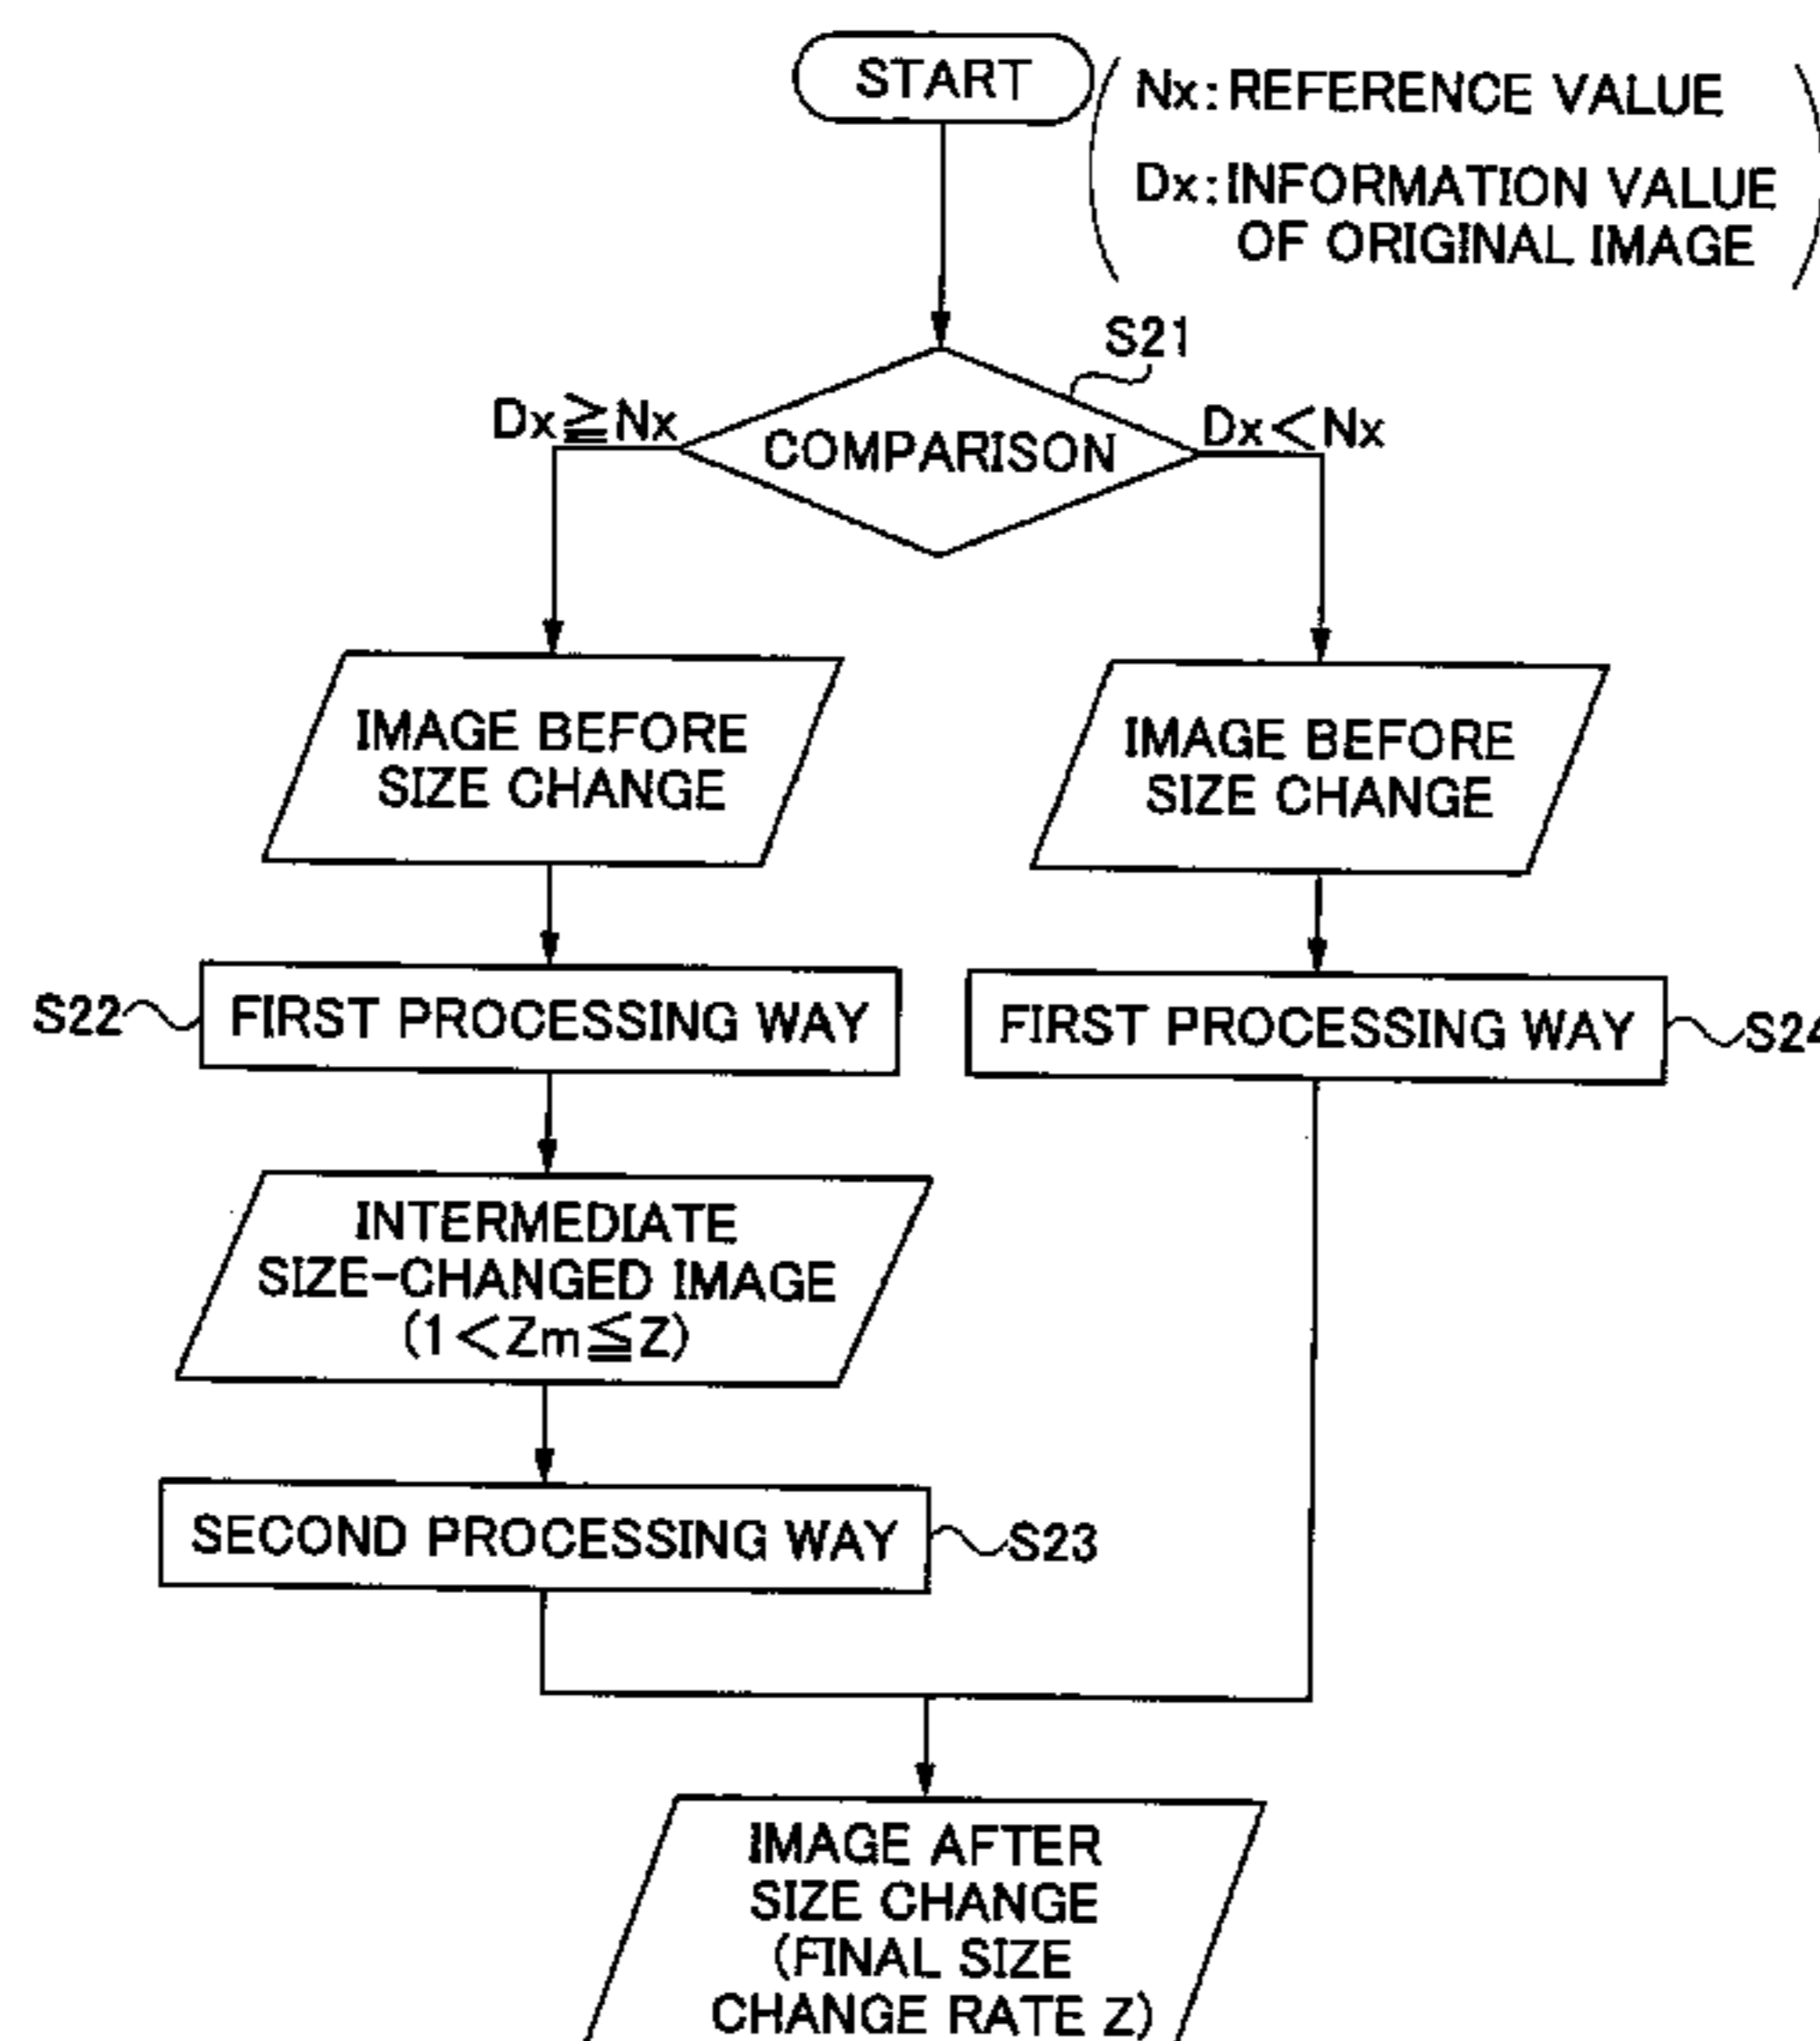 START
Nx: REFERENCE VALUE
Dx: INFORMATION VALUE
OF ORIGINAL IMAGE
S21
Dx≧Nx
COMPARISON
Dx<Nx
IMAGE BEFORE
SIZE CHANGE
IMAGE BEFORE
SIZE CHANGE
S22
FIRST PROCESSING WAY
FIRST PROCESSING WAY
S24
INTERMEDIATE
SIZE-CHANGED IMAGE
(1<Zm≦Z)
SECOND PROCESSING WAY
S23
IMAGE AFTER
SIZE CHANGE
(FINAL SIZE
CHANGE RATE Z)